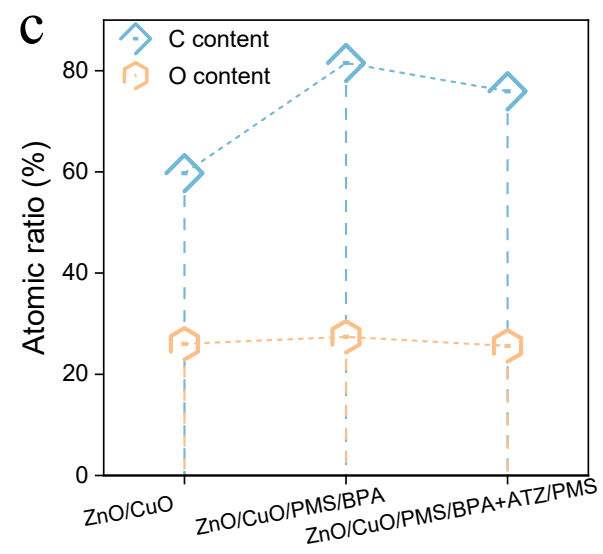 c
C content
O content
80
60
40
20
0
Atomic ratio (%)
ZnO/CuO
ZnO/CuO/PMS/BPA
ZnO/CuO/PMS/BPA+ATZ/PMS